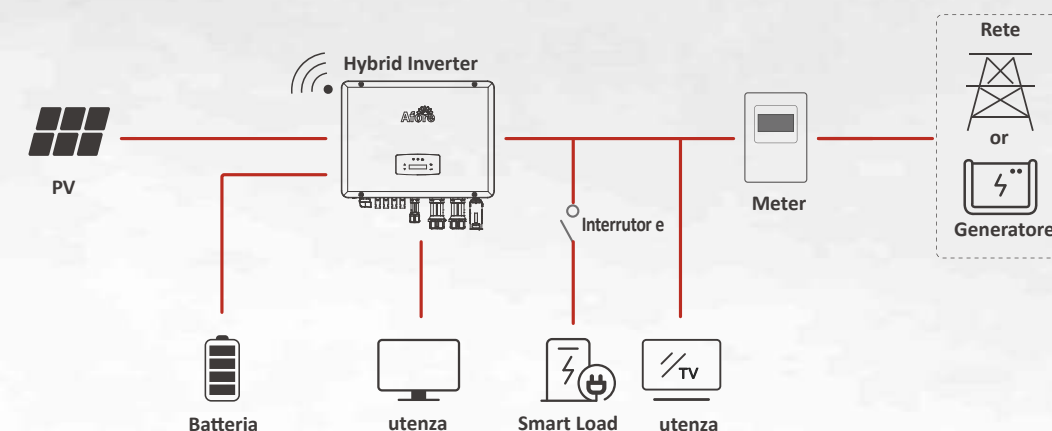 Rete
Hybrid Inverter
Afore
or
PV
Meter
Interrutor e
Generatore
TV
Batteria
utenza
Smart Load
utenza